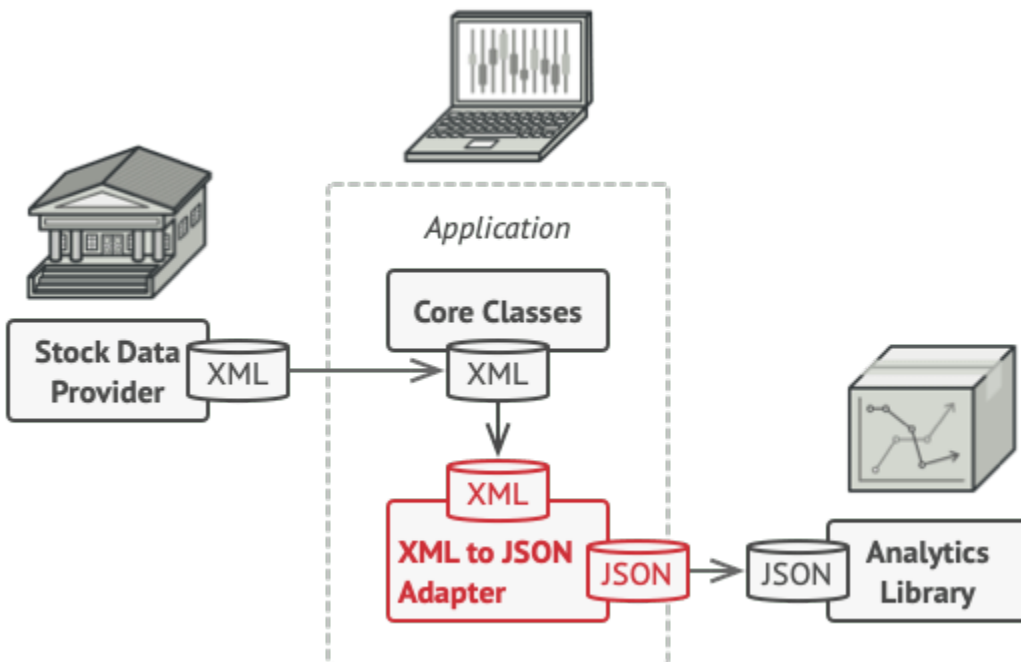 Application
Core Classes
Stock Data
Provider
XML
XML
XML
XML to JSON
Adapter
JSON
JSON
Analytics
Library